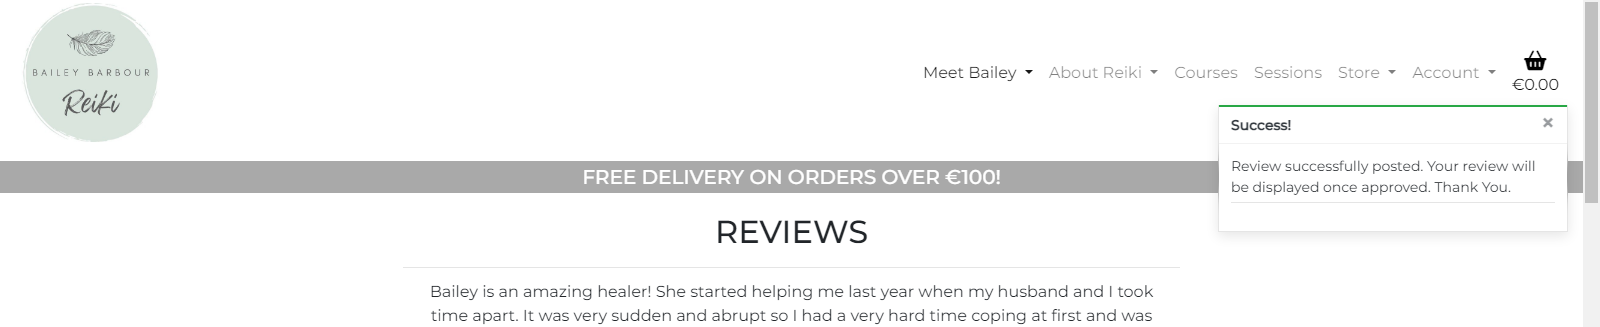 BAILEY BARBOUR
Reiki
Meet Bailey About Reiki Courses Sessions Store Account
€0.00
Success! ×
Review successfully posted. Your review will
be displayed once approved. Thank You.
FREE DELIVERY ON ORDERS OVER €100!
REVIEWS
Bailey is an amazing healer! She started helping me last year when my husband and I took
time apart. It was very sudden and abrupt so I had a very hard time coping at first and was